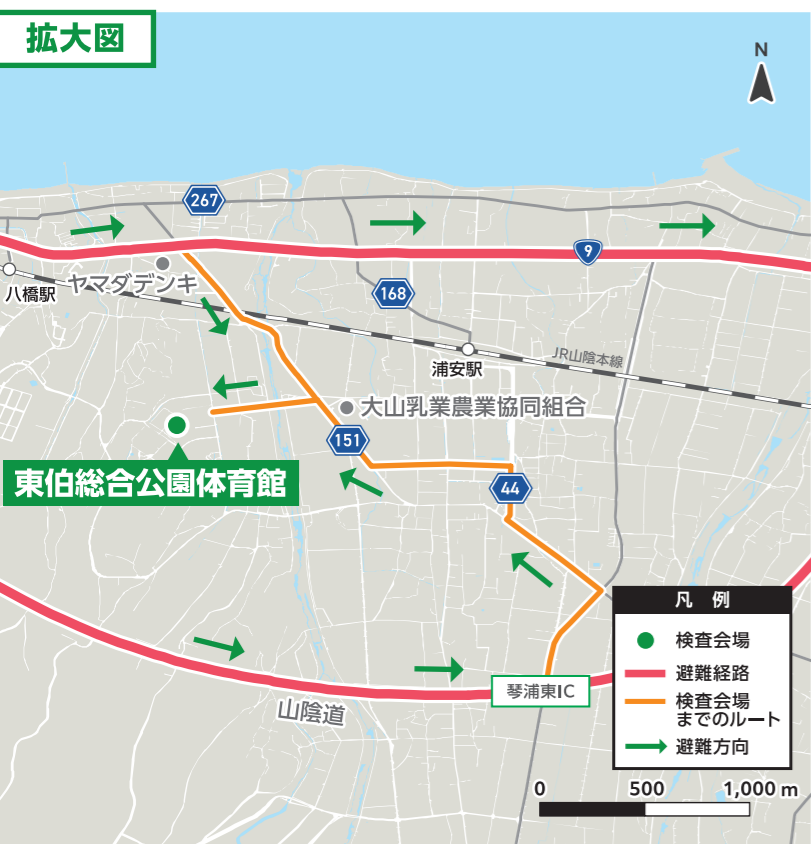 拡大図
N
267
9
ヤマダデンキ
八橋駅
168
浦安駅
JR山陰本線
大山乳業農業協同組合
151
東伯総合公園体育館
44
凡 例
検査会場
避難経路
検査会場
までのルート
避難方向
琴浦東IC
山陰道
0 500 1,000 m